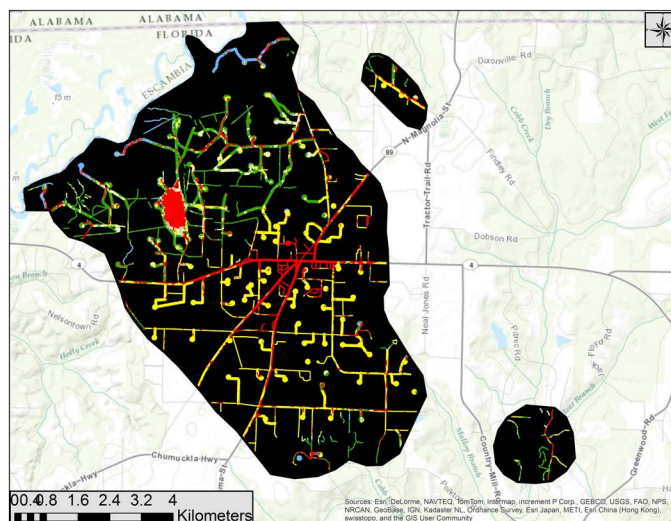 ALABAMA
ALABAMA
FLORIDA
FLORIDA
ESCAMBIA
15 m
Dixonville Rd
Cobb Creek
Dry Branch
N-Magnolia-St
89
Tractor-Trail-Rd
Findley Rd
Dobson Rd
4
4
Neal Jones Rd
Nelsontown Rd
Holly Creek
Picnic Rd
Chumuckla-Hwy
Country-Mill-R
Greenwood-Rd
00.40.8 1.6 2.4 3.2 4
Kilometers
Sources: Esri, DeLorme, NAVTEQ, TomTom, Intermap, increment P Corp., GEBCO, USGS, FAO, NPS,
NRCAN, GeoBase, IGN, Kadaster NL, Ordnance Survey, Esri Japan, METI, Esri China (Hong Kong),
swisstopo, and the GIS User Community